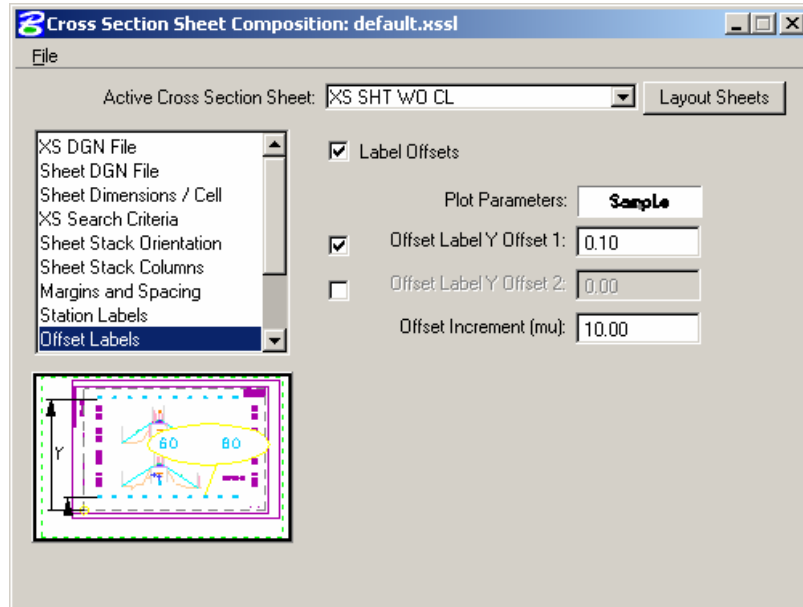 Cross Section Sheet Composition: default.xssl
File
Active Cross Section Sheet: XS SHT WO CL Layout Sheets
XS DGN File
Sheet DGN File
Sheet Dimensions / Cell
XS Search Criteria
Sheet Stack Orientation
Sheet Stack Columns
Margins and Spacing
Station Labels
Offset Labels
Label Offsets
Plot Parameters: Sample
Offset Label Y Offset 1: 0.10
Offset Label Y Offset 2: 0.00
Offset Increment (mu): 10.00
Y
60 80